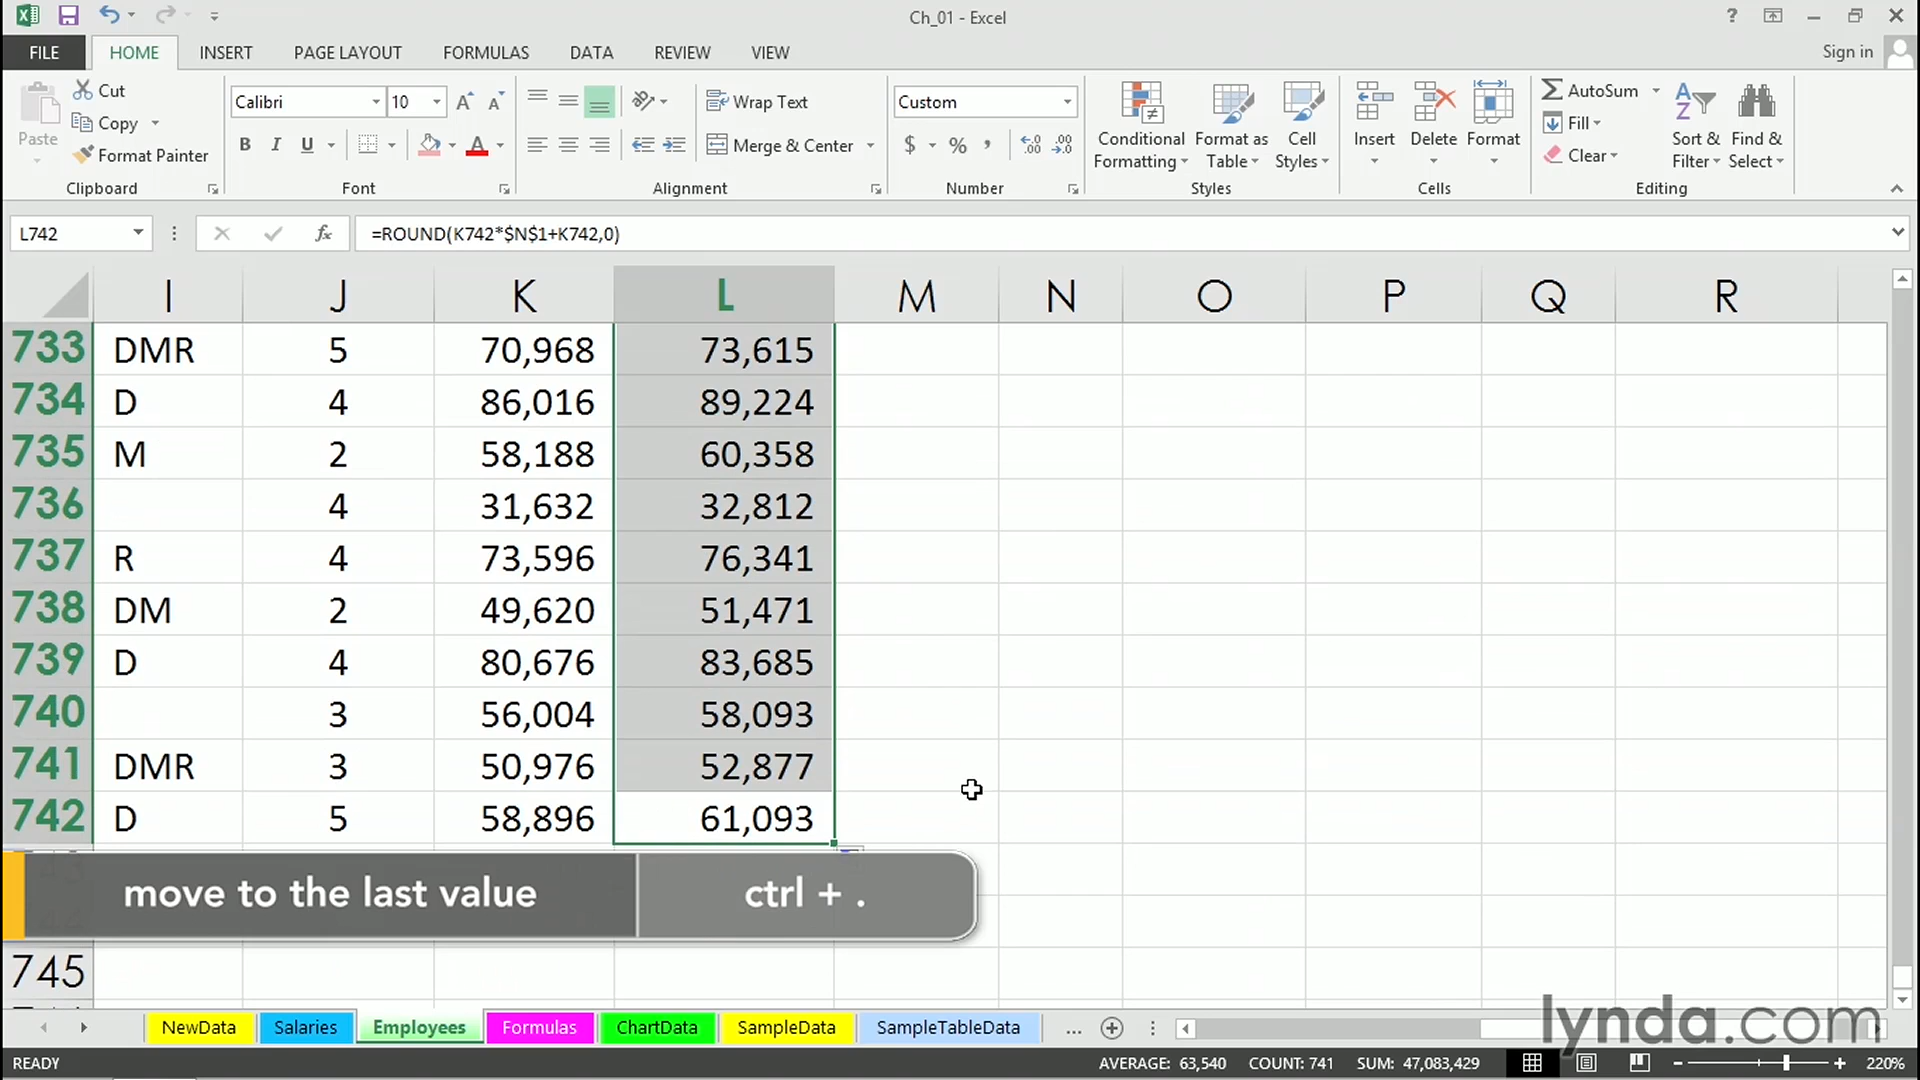 Ch_01 - Excel
FILE HOME INSERT PAGE LAYOUT FORMULAS DATA REVIEW VIEW Sign in
Cut
Copy
Format Painter
Paste
Clipboard
Calibri 10
B I U
Font
Wrap Text
Merge & Center
Alignment
Custom
$ % ,
Number
Conditional Formatting
Format as Table
Cell Styles
Styles
Insert Delete Format
Cells
AutoSum
Fill
Clear
Sort & Filter
Find & Select
Editing
L742 fx =ROUND(K742*$N$1+K742,0)
I J K L M N O P Q R
733 DMR 5 70,968 73,615
734 D 4 86,016 89,224
735 M 2 58,188 60,358
736 4 31,632 32,812
737 R 4 73,596 76,341
738 DM 2 49,620 51,471
739 D 4 80,676 83,685
740 3 56,004 58,093
741 DMR 3 50,976 52,877
742 D 5 58,896 61,093
move to the last value ctrl + .
745
NewData Salaries Employees Formulas ChartData SampleData SampleTableData ...
lynda.com
READY AVERAGE: 63,540 COUNT: 741 SUM: 47,083,429 220%